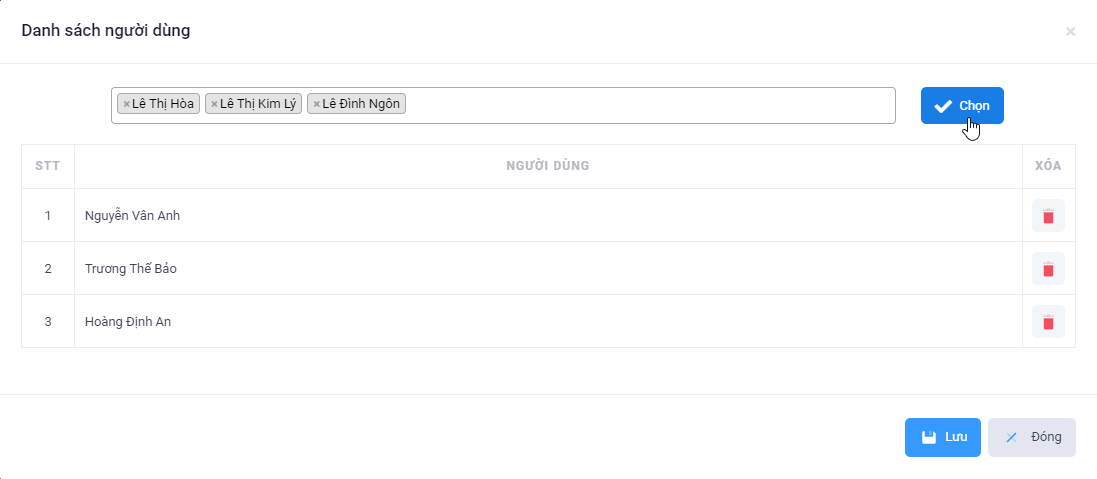 Danh sách người dùng ×
×Lê Thị Hòa ×Lê Thị Kim Lý ×Lê Đình Ngôn Chọn
STT NGƯỜI DÙNG XÓA
1 Nguyễn Vân Anh
2 Trương Thế Bảo
3 Hoàng Định An
Lưu Đóng